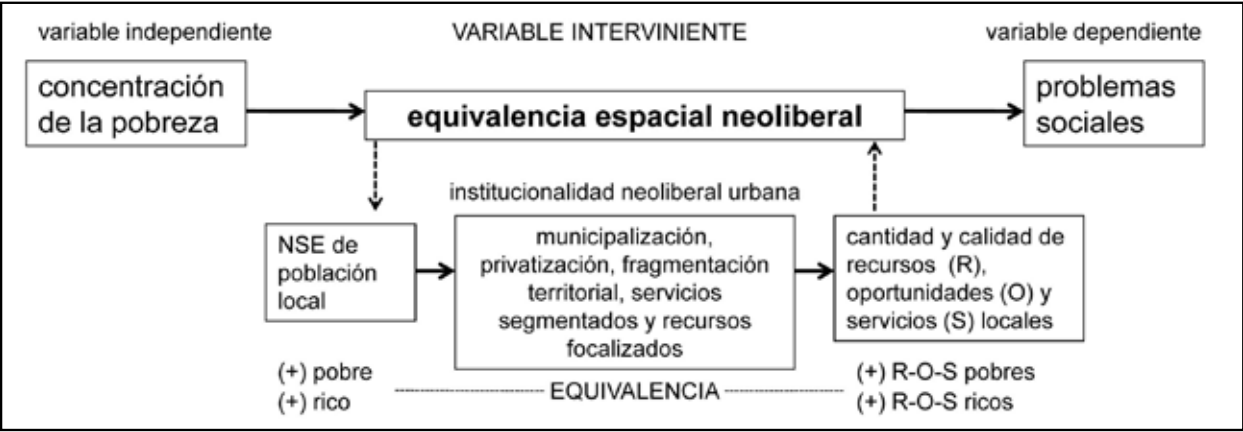 variable independiente
VARIABLE INTERVINIENTE
variable dependiente
concentración
de la pobreza
equivalencia espacial neoliberal
problemas
sociales
institucionalidad neoliberal urbana
NSE de
población
local
municipalización,
privatización, fragmentación
territorial, servicios
segmentados y recursos
focalizados
cantidad y calidad de
recursos (R),
oportunidades (O) y
servicios (S) locales
(+) pobre
(+) rico
EQUIVALENCIA
(+) R-O-S pobres
(+) R-O-S ricos